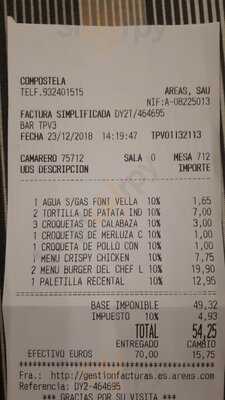 COMPOSTELA
TELF.932401515 AREAS, SAU
NIF:A-08225013
FACTURA SIMPLIFICADA DY2T/464695
BAR TPV3
FECHA 23/12/2018 14:19:47 TPV01132113
CAMARERO 75712 SALA 0 MESA 712
UDS DESCRIPCION IMPORTE
1 AGUA S/GAS FONT VELLA 10% 1,65
2 TORTILLA DE PATATA IND 10% 7,00
3 CROQUETAS DE CALABAZA 10% 3,00
1 CROQUETAS DE MERLUZA C 10% 1,00
1 CROQUETA DE POLLO CON 10% 1,00
1 MENU CRISPY CHICKEN 10% 7,75
2 MENU BURGER DEL CHEF L 10% 19,90
1 PALETILLA RECENTAL 10% 12,95
BASE IMPONIBLE 49,32
IMPUESTO 10% 4,93
TOTAL 54,25
ENTREGADO CAMBIO
EFECTIVO EUROS 70,00 15,75
Fra.: http://gestionfacturas.es.areas.com
Referencia: DY2-464695
*** GRACIAS POR SU VISITA ***